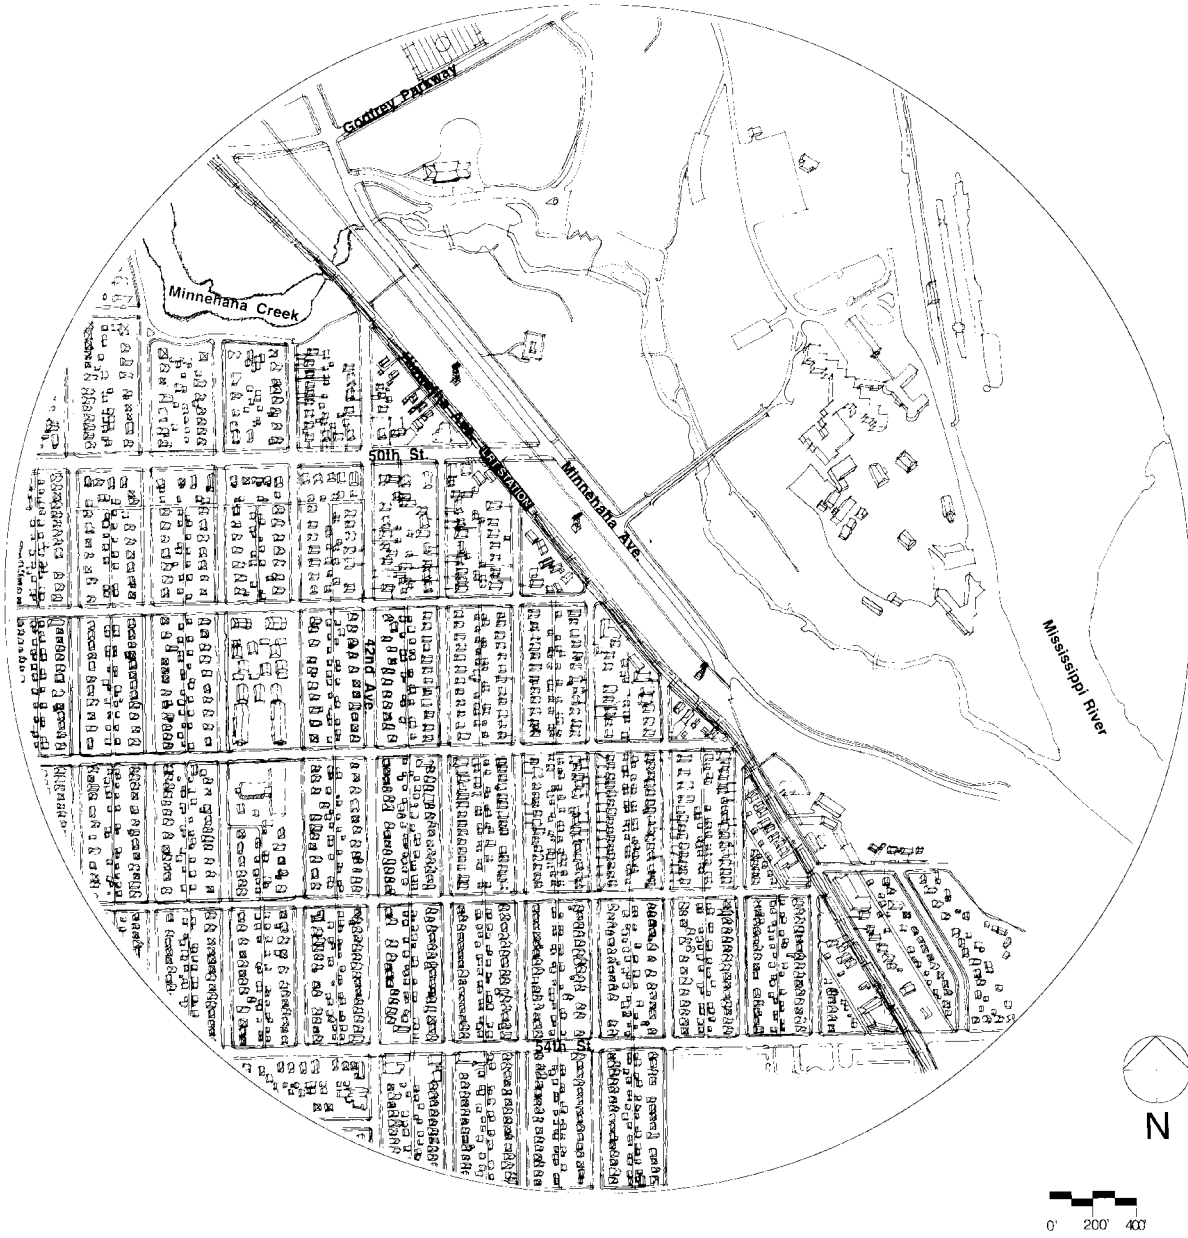 Godfrey Parkway
Minnehaha Creek
Hiawatha Ave.
50th St.
LRT STATION
Minnehaha Ave.
42nd Ave.
Mississippi River
54th St.
N
0' 200' 400'